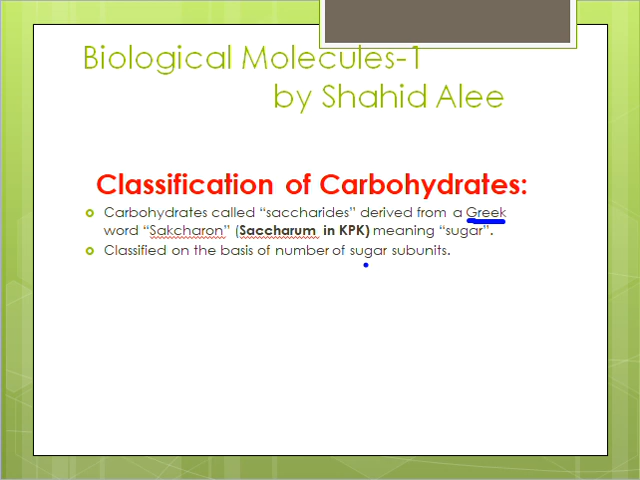 Biological Molecules-1
by Shahid Alee
Classification of Carbohydrates:
Carbohydrates called “saccharides” derived from a Greek
word “Sakcharon” (Saccharum in KPK) meaning “sugar”.
Classified on the basis of number of sugar subunits.